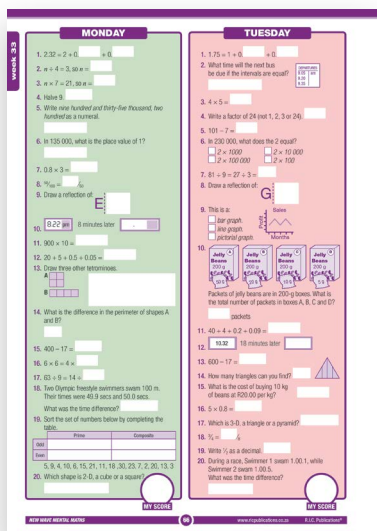 week 33
MONDAY
1. 2.32 = 2 + 0. + 0.
2. n ÷ 4 = 3, so n =
3. n × 7 = 21, so n =
4. Halve 9.
5. Write nine hundred and thirty-five thousand, two
hundred as a numeral.
6. In 135 000, what is the place value of 1?
7. 0.8 × 3 =
9. Draw a reflection of:
E
10. 8.22 pm 8 minutes later
11. 900 × 10 =
12. 20 + 5 + 0.5 + 0.05 =
13. Draw three other tetrominoes.
A
B
14. What is the difference in the perimeter of shapes A
and B?
15. 400 – 17 =
16. 6 × 6 = 4 ×
17. 63 ÷ 9 = 14 ÷
18. Two Olympic freestyle swimmers swam 100 m.
Their times were 49.9 secs and 50.0 secs.
What was the time difference?
19. Sort the set of numbers below by completing the
table.
Prime Composite
Odd
Even
5, 9, 4, 10, 6, 15, 21, 11, 18 ,30, 23, 7, 2, 20, 13, 3
20. Which shape is 2-D, a cube or a square?
MY SCORE
TUESDAY
1. 1.75 = 1 + 0. + 0.
2. What time will the next bus
be due if the intervals are equal?
3. 4 × 5 =
4. Write a factor of 24 (not 1, 2, 3 or 24).
5. 101 – 7 =
6. In 230 000, what does the 2 equal?
2 × 1000 2 × 10 000
2 × 100 000 2 × 100
7. 81 ÷ 9 = 27 ÷ 3 =
8. Draw a reflection of:
G
9. This is a:
bar graph.
line graph.
pictorial graph.
Sales
Profit
Months
10.
Jelly Beans 200 g A
Jelly Beans 200 g B
Jelly Beans 200 g C
Jelly Beans 200 g D
Packets of jelly beans are in 200-g boxes. What is
the total number of packets in boxes A, B, C and D?
packets
11. 40 + 4 + 0.2 + 0.09 =
12. 10.32 18 minutes later
13. 600 – 17 =
14. How many triangles can you find?
15. What is the cost of buying 10 kg
of beans at R20.00 per kg?
16. 5 × 0.8 =
17. Which is 3-D, a triangle or a pyramid?
20. During a race, Swimmer 1 swam 1.00.1, while
Swimmer 2 swam 1.00.5.
What was the time difference?
MY SCORE
NEW WAVE MENTAL MATHS
66
www.ricpublications.co.za
R.I.C. Publications®